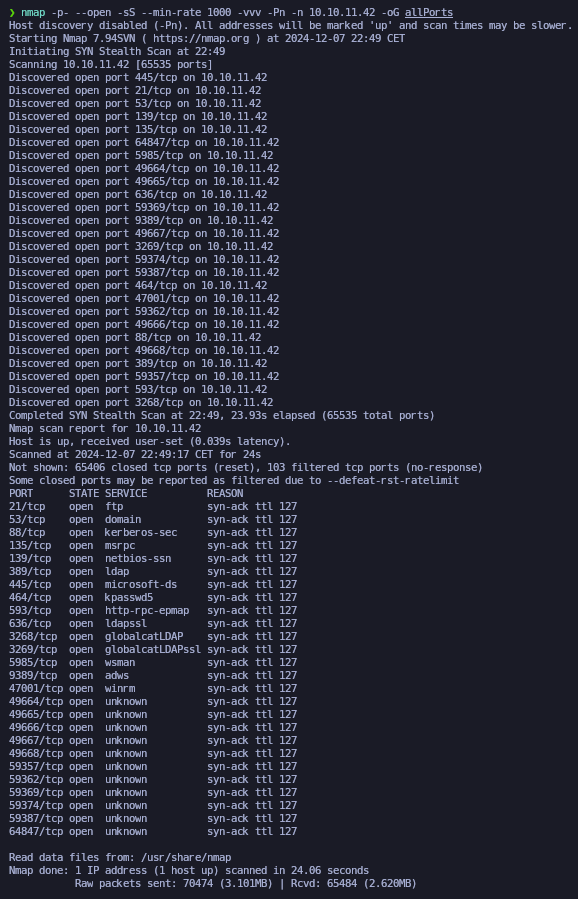 ❯ nmap -p- --open -sS --min-rate 1000 -vvv -Pn -n 10.10.11.42 -oG allPorts
Host discovery disabled (-Pn). All addresses will be marked 'up' and scan times may be slower.
Starting Nmap 7.94SVN ( https://nmap.org ) at 2024-12-07 22:49 CET
Initiating SYN Stealth Scan at 22:49
Scanning 10.10.11.42 [65535 ports]
Discovered open port 445/tcp on 10.10.11.42
Discovered open port 21/tcp on 10.10.11.42
Discovered open port 53/tcp on 10.10.11.42
Discovered open port 139/tcp on 10.10.11.42
Discovered open port 135/tcp on 10.10.11.42
Discovered open port 64847/tcp on 10.10.11.42
Discovered open port 5985/tcp on 10.10.11.42
Discovered open port 49664/tcp on 10.10.11.42
Discovered open port 49665/tcp on 10.10.11.42
Discovered open port 636/tcp on 10.10.11.42
Discovered open port 59369/tcp on 10.10.11.42
Discovered open port 9389/tcp on 10.10.11.42
Discovered open port 49667/tcp on 10.10.11.42
Discovered open port 3269/tcp on 10.10.11.42
Discovered open port 59374/tcp on 10.10.11.42
Discovered open port 59387/tcp on 10.10.11.42
Discovered open port 464/tcp on 10.10.11.42
Discovered open port 47001/tcp on 10.10.11.42
Discovered open port 59362/tcp on 10.10.11.42
Discovered open port 49666/tcp on 10.10.11.42
Discovered open port 88/tcp on 10.10.11.42
Discovered open port 49668/tcp on 10.10.11.42
Discovered open port 389/tcp on 10.10.11.42
Discovered open port 59357/tcp on 10.10.11.42
Discovered open port 593/tcp on 10.10.11.42
Discovered open port 3268/tcp on 10.10.11.42
Completed SYN Stealth Scan at 22:49, 23.93s elapsed (65535 total ports)
Nmap scan report for 10.10.11.42
Host is up, received user-set (0.039s latency).
Scanned at 2024-12-07 22:49:17 CET for 24s
Not shown: 65406 closed tcp ports (reset), 103 filtered tcp ports (no-response)
Some closed ports may be reported as filtered due to --defeat-rst-ratelimit
PORT      STATE SERVICE          REASON
21/tcp    open  ftp              syn-ack ttl 127
53/tcp    open  domain           syn-ack ttl 127
88/tcp    open  kerberos-sec     syn-ack ttl 127
135/tcp   open  msrpc            syn-ack ttl 127
139/tcp   open  netbios-ssn      syn-ack ttl 127
389/tcp   open  ldap             syn-ack ttl 127
445/tcp   open  microsoft-ds     syn-ack ttl 127
464/tcp   open  kpasswd5         syn-ack ttl 127
593/tcp   open  http-rpc-epmap   syn-ack ttl 127
636/tcp   open  ldapssl          syn-ack ttl 127
3268/tcp  open  globalcatLDAP    syn-ack ttl 127
3269/tcp  open  globalcatLDAPssl syn-ack ttl 127
5985/tcp  open  wsman            syn-ack ttl 127
9389/tcp  open  adws             syn-ack ttl 127
47001/tcp open  winrm            syn-ack ttl 127
49664/tcp open  unknown          syn-ack ttl 127
49665/tcp open  unknown          syn-ack ttl 127
49666/tcp open  unknown          syn-ack ttl 127
49667/tcp open  unknown          syn-ack ttl 127
49668/tcp open  unknown          syn-ack ttl 127
59357/tcp open  unknown          syn-ack ttl 127
59362/tcp open  unknown          syn-ack ttl 127
59369/tcp open  unknown          syn-ack ttl 127
59374/tcp open  unknown          syn-ack ttl 127
59387/tcp open  unknown          syn-ack ttl 127
64847/tcp open  unknown          syn-ack ttl 127
Read data files from: /usr/share/nmap
Nmap done: 1 IP address (1 host up) scanned in 24.06 seconds
Raw packets sent: 70474 (3.101MB) | Rcvd: 65484 (2.620MB)